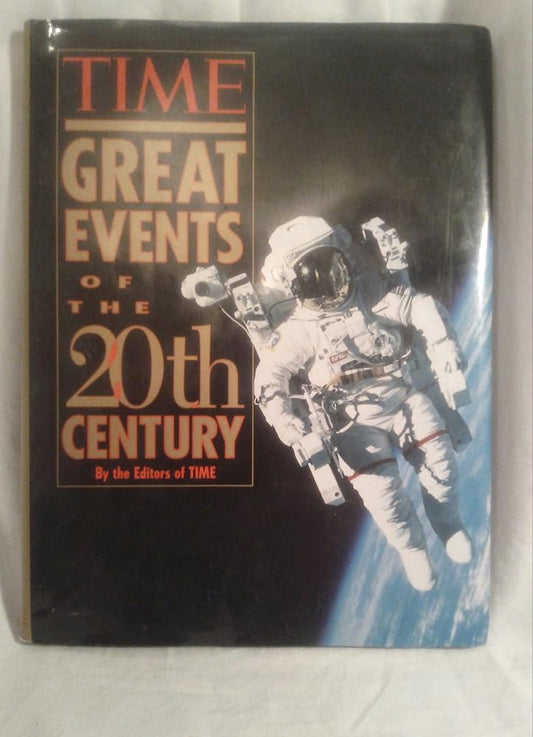 TIME
GREAT
EVENTS
OF
THE
20th
CENTURY
By the Editors of TIME